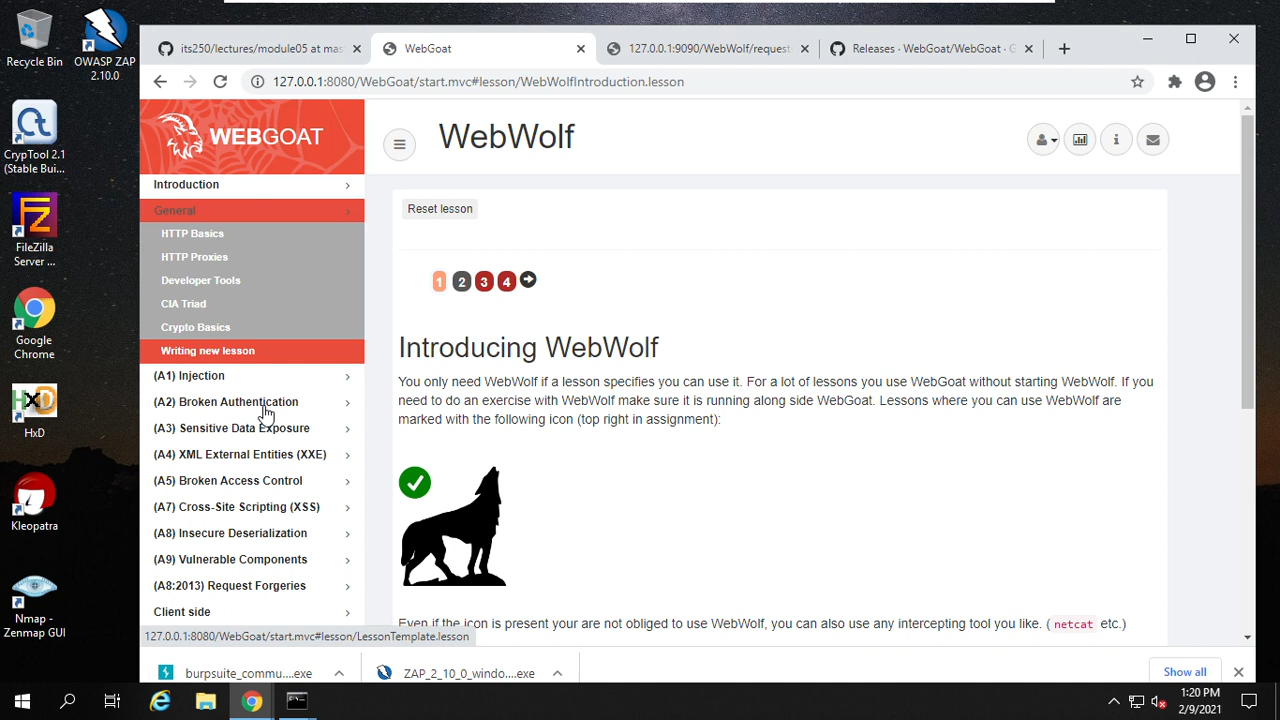 Recycle Bin
OWASP ZAP
2.10.0
CrypTool 2.1
(Stable Bui...
FileZilla
Server ...
Google
Chrome
HxD
Kleopatra
Nmap -
Zenmap GUI
its250/lectures/module05 at mas
WebGoat
127.0.0.1:9090/WebWolf/request
Releases · WebGoat/WebGoat · G
127.0.0.1:8080/WebGoat/start.mvc#lesson/WebWolfIntroduction.lesson
WEBGOAT
Introduction
General
HTTP Basics
HTTP Proxies
Developer Tools
CIA Triad
Crypto Basics
Writing new lesson
(A1) Injection
(A2) Broken Authentication
(A3) Sensitive Data Exposure
(A4) XML External Entities (XXE)
(A5) Broken Access Control
(A7) Cross-Site Scripting (XSS)
(A8) Insecure Deserialization
(A9) Vulnerable Components
(A8:2013) Request Forgeries
Client side
127.0.0.1:8080/WebGoat/start.mvc#lesson/LessonTemplate.lesson
WebWolf
Reset lesson
1 2 3 4
Introducing WebWolf
You only need WebWolf if a lesson specifies you can use it. For a lot of lessons you use WebGoat without starting WebWolf. If you
need to do an exercise with WebWolf make sure it is running along side WebGoat. Lessons where you can use WebWolf are
marked with the following icon (top right in assignment):
Even if the icon is present your are not obliged to use WebWolf, you can also use any intercepting tool you like. ( netcat etc.)
burpsuite_commu....exe
ZAP_2_10_0_windo....exe
Show all
1:20 PM
2/9/2021